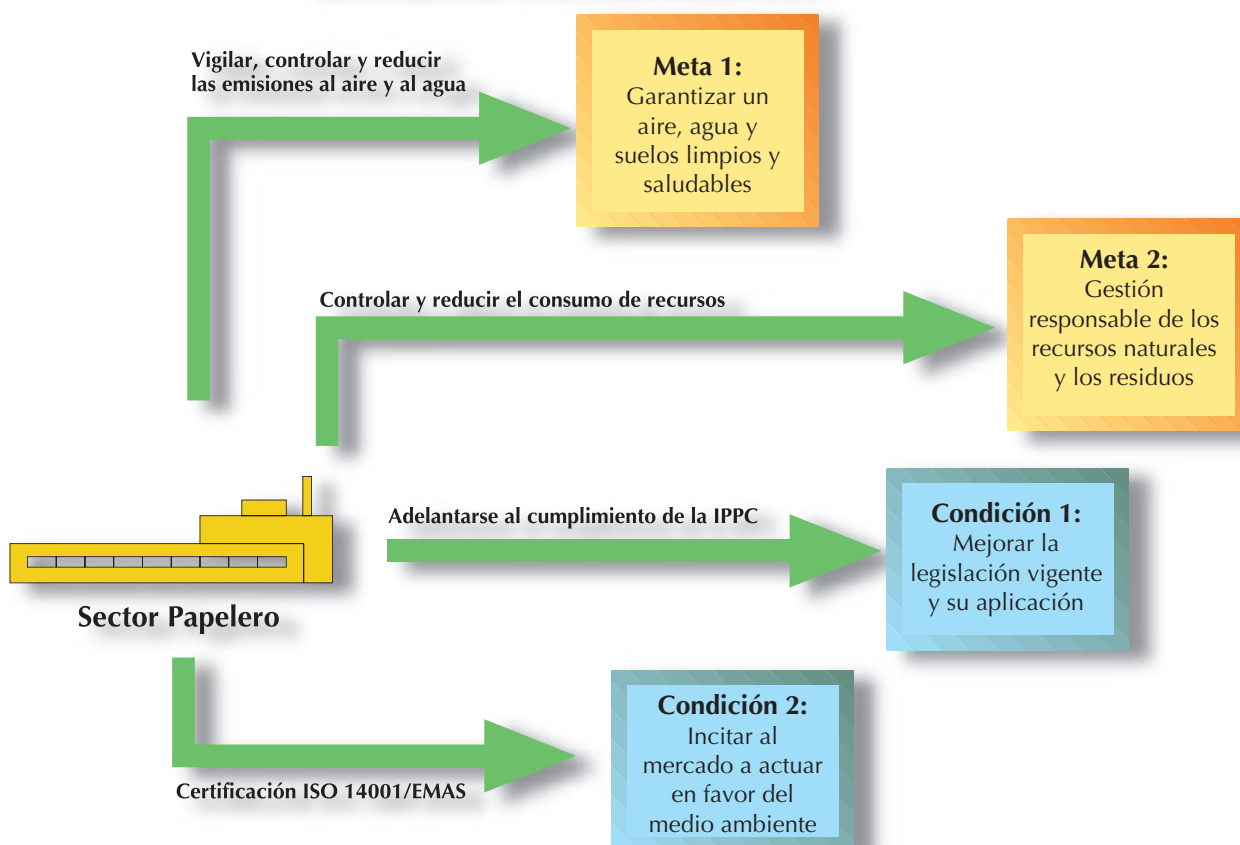 Vigilar, controlar y reducir
las emisiones al aire y al agua
Meta 1:
Garantizar un
aire, agua y
suelos limpios y
saludables
Controlar y reducir el consumo de recursos
Meta 2:
Gestión
responsable de los
recursos naturales
y los residuos
Adelantarse al cumplimiento de la IPPC
Condición 1:
Mejorar la
legislación vigente
y su aplicación
Sector Papelero
Certificación ISO 14001/EMAS
Condición 2:
Incitar al
mercado a actuar
en favor del
medio ambiente